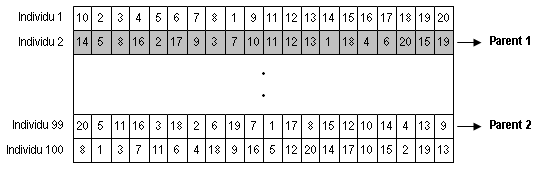 Individu 1 10 2 3 4 5 6 7 8 1 9 11 12 13 14 15 16 17 18 19 20
Individu 2 14 5 8 16 2 17 9 3 7 10 11 12 13 1 18 4 6 20 15 19 Parent 1
.
.
Individu 99 20 5 11 16 3 18 2 6 19 7 1 17 8 15 12 10 14 4 13 9 Parent 2
Individu 100 8 1 3 7 11 6 4 18 9 16 5 12 20 14 17 10 15 2 19 13